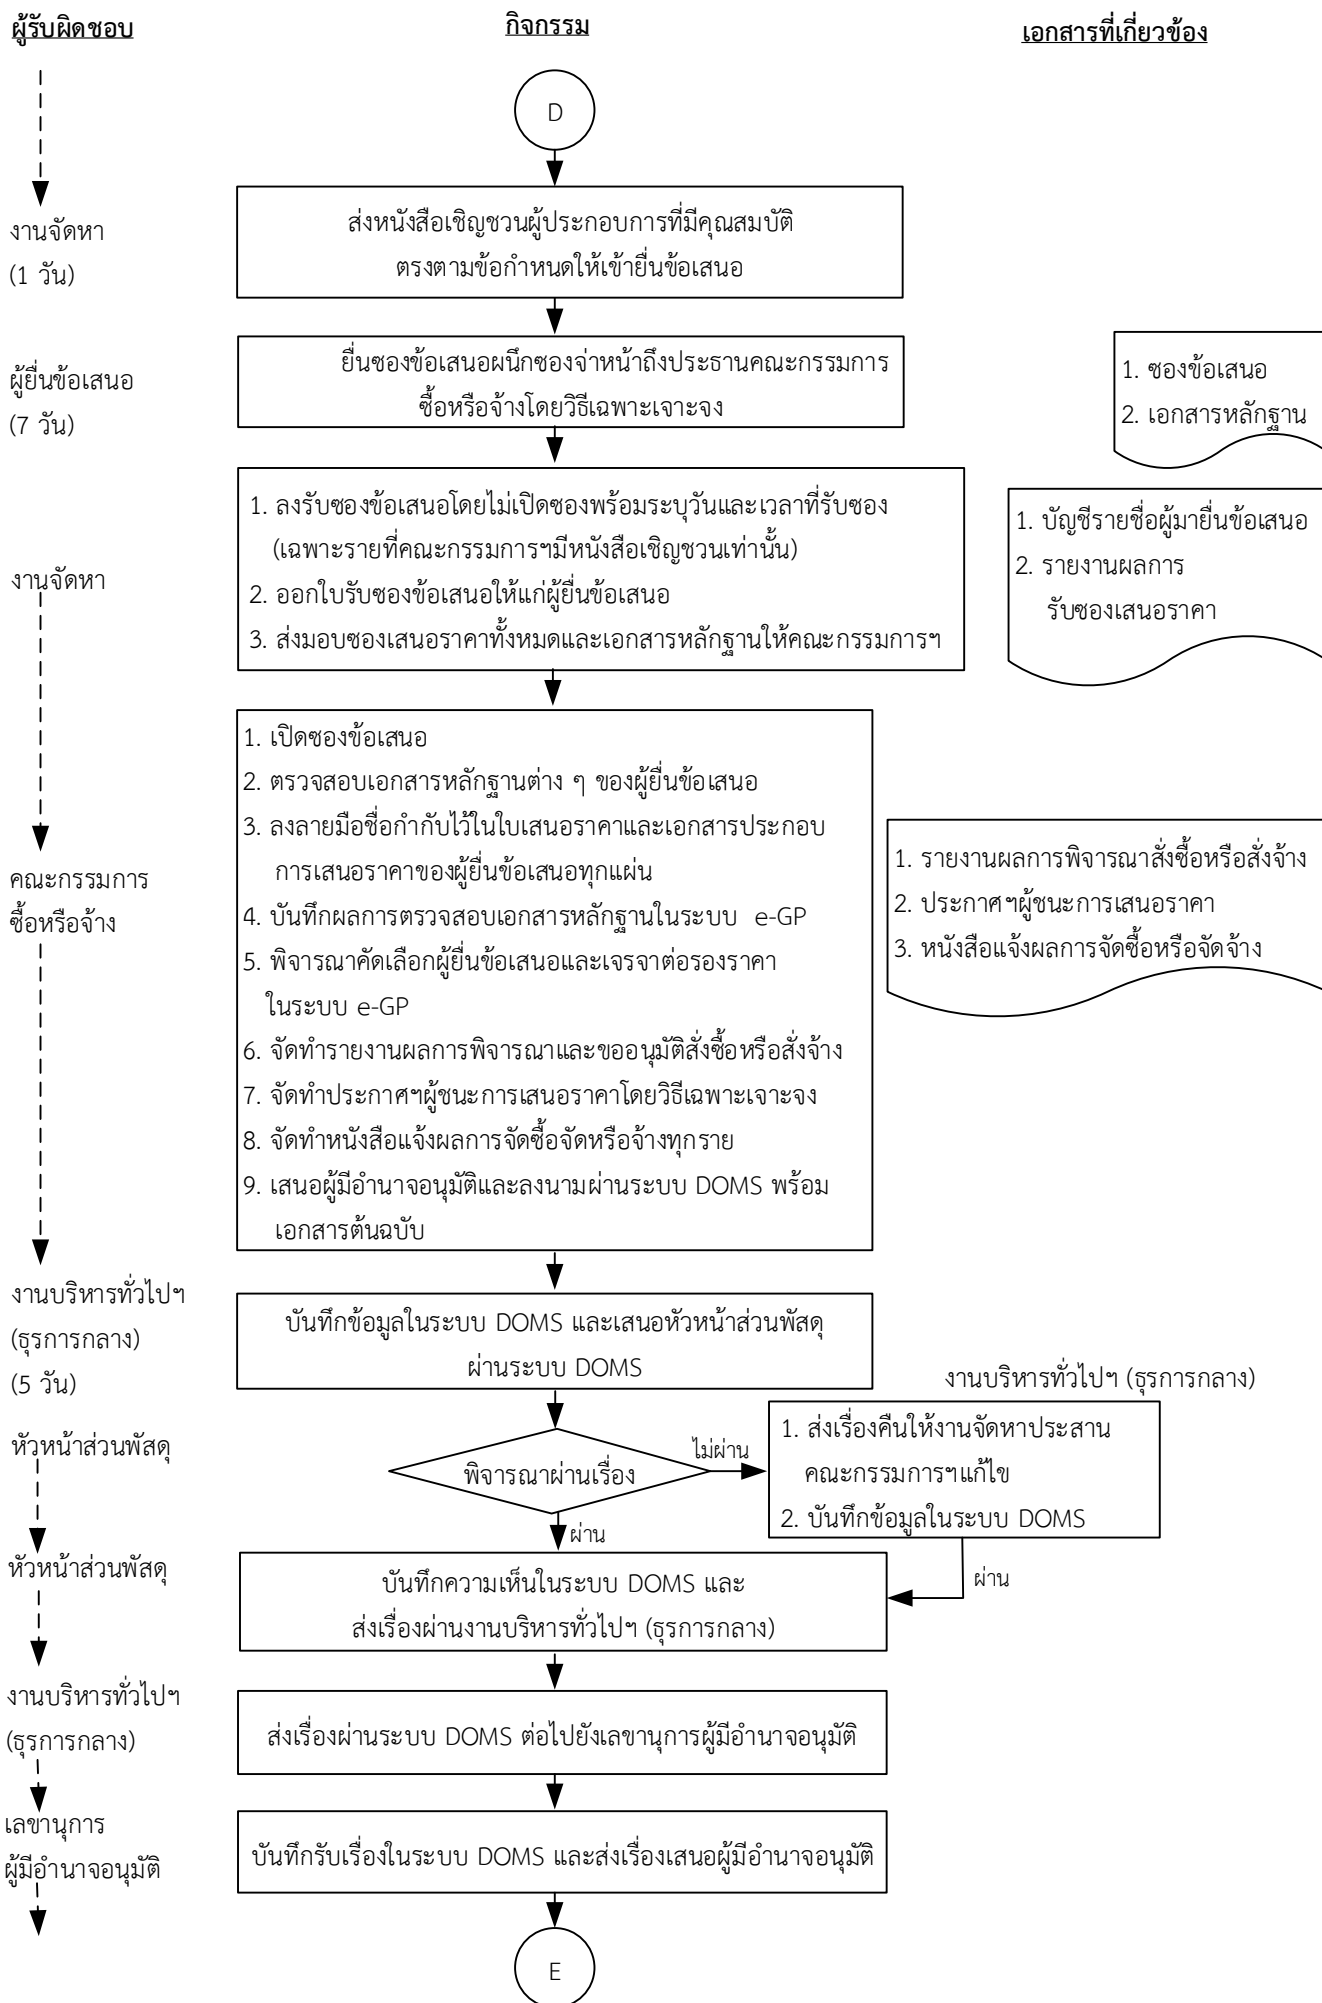 ผู้รับผิดชอบ
กิจกรรม
เอกสารที่เกี่ยวข้อง
D
งานจัดหา
(1 วัน)
ส่งหนังสือเชิญชวนผู้ประกอบการที่มีคุณสมบัติ
ตรงตามข้อกำหนดให้เข้ายื่นข้อเสนอ
ผู้ยื่นข้อเสนอ
(7 วัน)
ยื่นซองข้อเสนอผนึกซองจ่าหน้าถึงประธานคณะกรรมการ
ซื้อหรือจ้างโดยวิธีเฉพาะเจาะจง
1. ซองข้อเสนอ
2. เอกสารหลักฐาน
งานจัดหา
1. ลงรับซองข้อเสนอโดยไม่เปิดซองพร้อมระบุวันและเวลาที่รับซอง
(เฉพาะรายที่คณะกรรมการฯมีหนังสือเชิญชวนเท่านั้น)
2. ออกใบรับซองข้อเสนอให้แก่ผู้ยื่นข้อเสนอ
3. ส่งมอบซองเสนอราคาทั้งหมดและเอกสารหลักฐานให้คณะกรรมการฯ
1. บัญชีรายชื่อผู้มายื่นข้อเสนอ
2. รายงานผลการ
รับซองเสนอราคา
คณะกรรมการ
ซื้อหรือจ้าง
1. เปิดซองข้อเสนอ
2. ตรวจสอบเอกสารหลักฐานต่าง ๆ ของผู้ยื่นข้อเสนอ
3. ลงลายมือชื่อกำกับไว้ในใบเสนอราคาและเอกสารประกอบ
การเสนอราคาของผู้ยื่นข้อเสนอทุกแผ่น
4. บันทึกผลการตรวจสอบเอกสารหลักฐานในระบบ e-GP
5. พิจารณาคัดเลือกผู้ยื่นข้อเสนอและเจรจาต่อรองราคา
ในระบบ e-GP
6. จัดทำรายงานผลการพิจารณาและขออนุมัติสั่งซื้อหรือสั่งจ้าง
7. จัดทำประกาศฯผู้ชนะการเสนอราคาโดยวิธีเฉพาะเจาะจง
8. จัดทำหนังสือแจ้งผลการจัดซื้อจัดหรือจ้างทุกราย
9. เสนอผู้มีอำนาจอนุมัติและลงนามผ่านระบบ DOMS พร้อม
เอกสารต้นฉบับ
1. รายงานผลการพิจารณาสั่งซื้อหรือสั่งจ้าง
2. ประกาศฯผู้ชนะการเสนอราคา
3. หนังสือแจ้งผลการจัดซื้อหรือจัดจ้าง
งานบริหารทั่วไปฯ
(ธุรการกลาง)
(5 วัน)
บันทึกข้อมูลในระบบ DOMS และเสนอหัวหน้าส่วนพัสดุ
ผ่านระบบ DOMS
งานบริหารทั่วไปฯ (ธุรการกลาง)
หัวหน้าส่วนพัสดุ
พิจารณาผ่านเรื่อง
ไม่ผ่าน
1. ส่งเรื่องคืนให้งานจัดหาประสาน
คณะกรรมการฯแก้ไข
2. บันทึกข้อมูลในระบบ DOMS
ผ่าน
ผ่าน
หัวหน้าส่วนพัสดุ
บันทึกความเห็นในระบบ DOMS และ
ส่งเรื่องผ่านงานบริหารทั่วไปฯ (ธุรการกลาง)
งานบริหารทั่วไปฯ
(ธุรการกลาง)
ส่งเรื่องผ่านระบบ DOMS ต่อไปยังเลขานุการผู้มีอำนาจอนุมัติ
เลขานุการ
ผู้มีอำนาจอนุมัติ
บันทึกรับเรื่องในระบบ DOMS และส่งเรื่องเสนอผู้มีอำนาจอนุมัติ
E